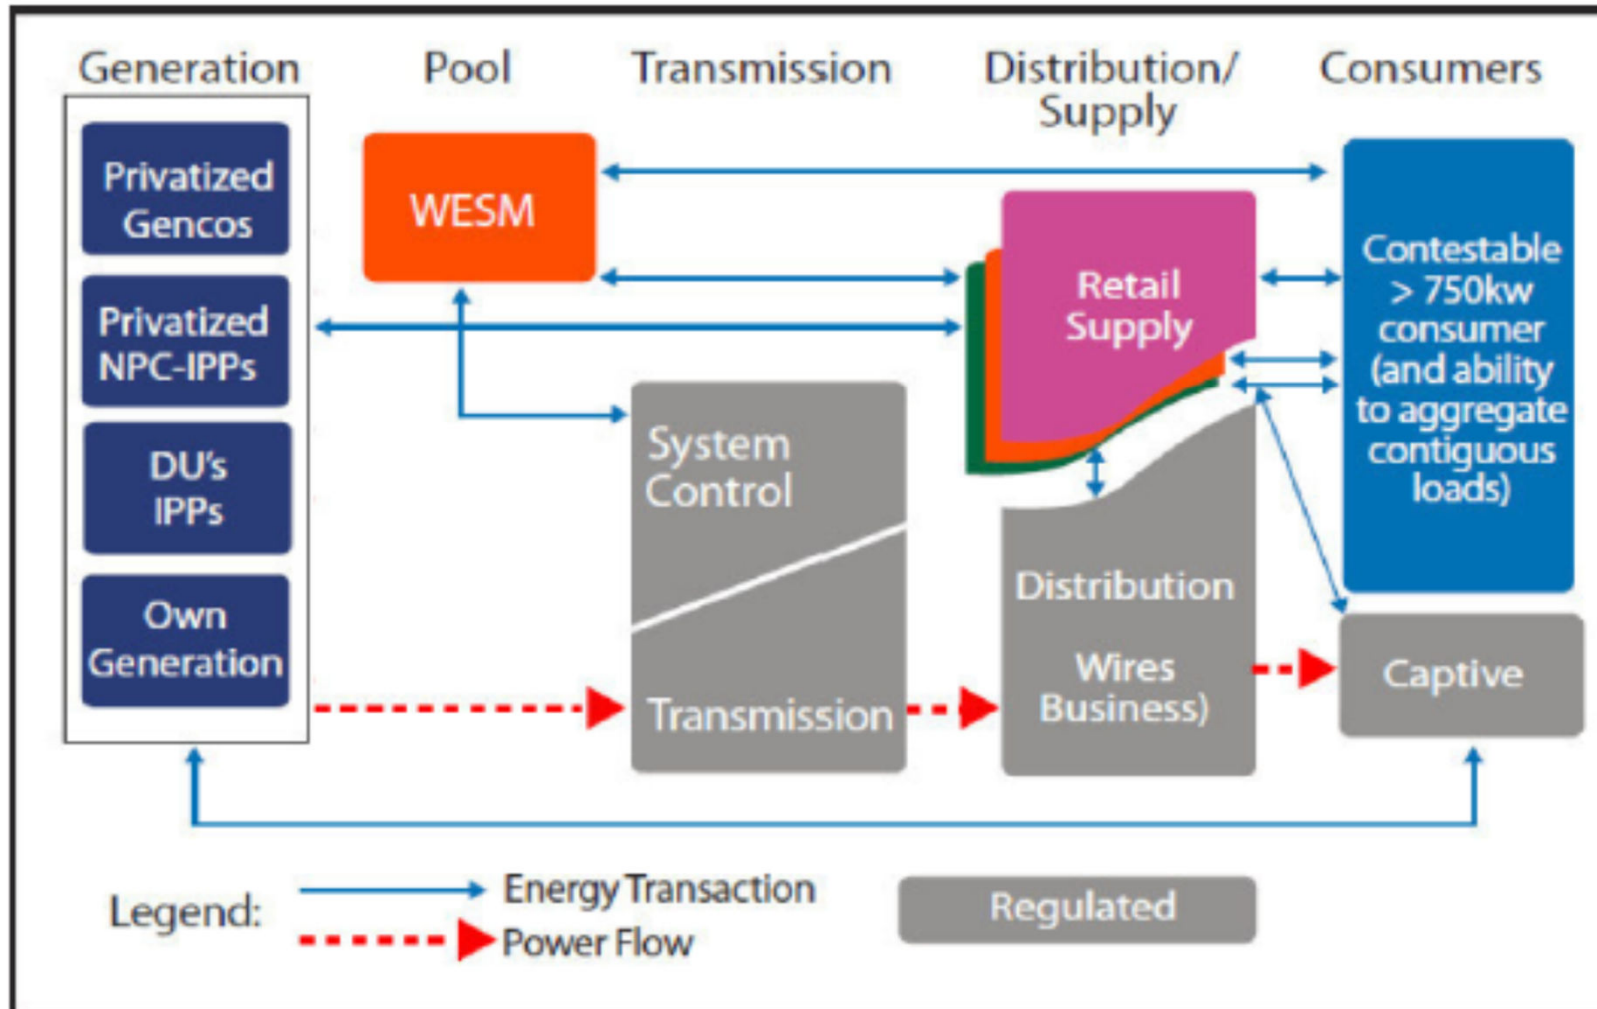 Generation
Pool
Transmission
Distribution/
Supply
Consumers
Privatized
Gencos
Privatized
NPC-IPPs
DU's
IPPs
Own
Generation
WESM
System
Control
Transmission
Retail
Supply
Distribution
Wires
Business)
Contestable
> 750kw
consumer
(and ability
to aggregate
contiguous
loads)
Captive
Legend:
Energy Transaction
Power Flow
Regulated